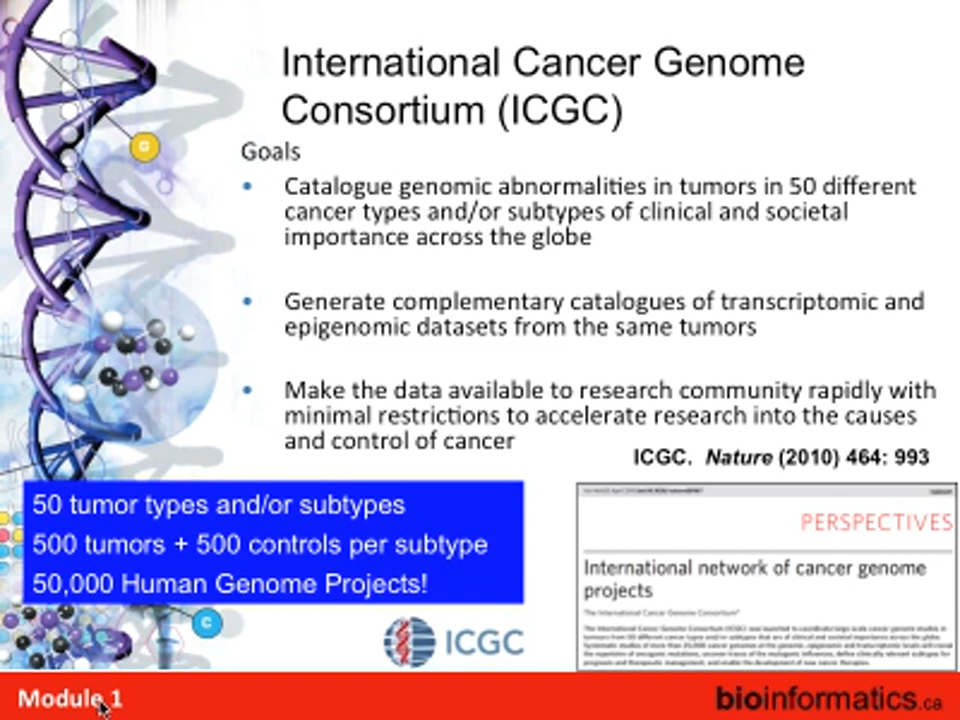 International Cancer Genome
Consortium (ICGC)
Goals
• Catalogue genomic abnormalities in tumors in 50 different
cancer types and/or subtypes of clinical and societal
importance across the globe
• Generate complementary catalogues of transcriptomic and
epigenomic datasets from the same tumors
• Make the data available to research community rapidly with
minimal restrictions to accelerate research into the causes
and control of cancer
ICGC. Nature (2010) 464: 993
50 tumor types and/or subtypes
500 tumors + 500 controls per subtype
50,000 Human Genome Projects!
PERSPECTIVES
International network of cancer genome
projects
The International Cancer Genome Consortium*
G
C
ICGC
Module 1
bioinformatics.ca